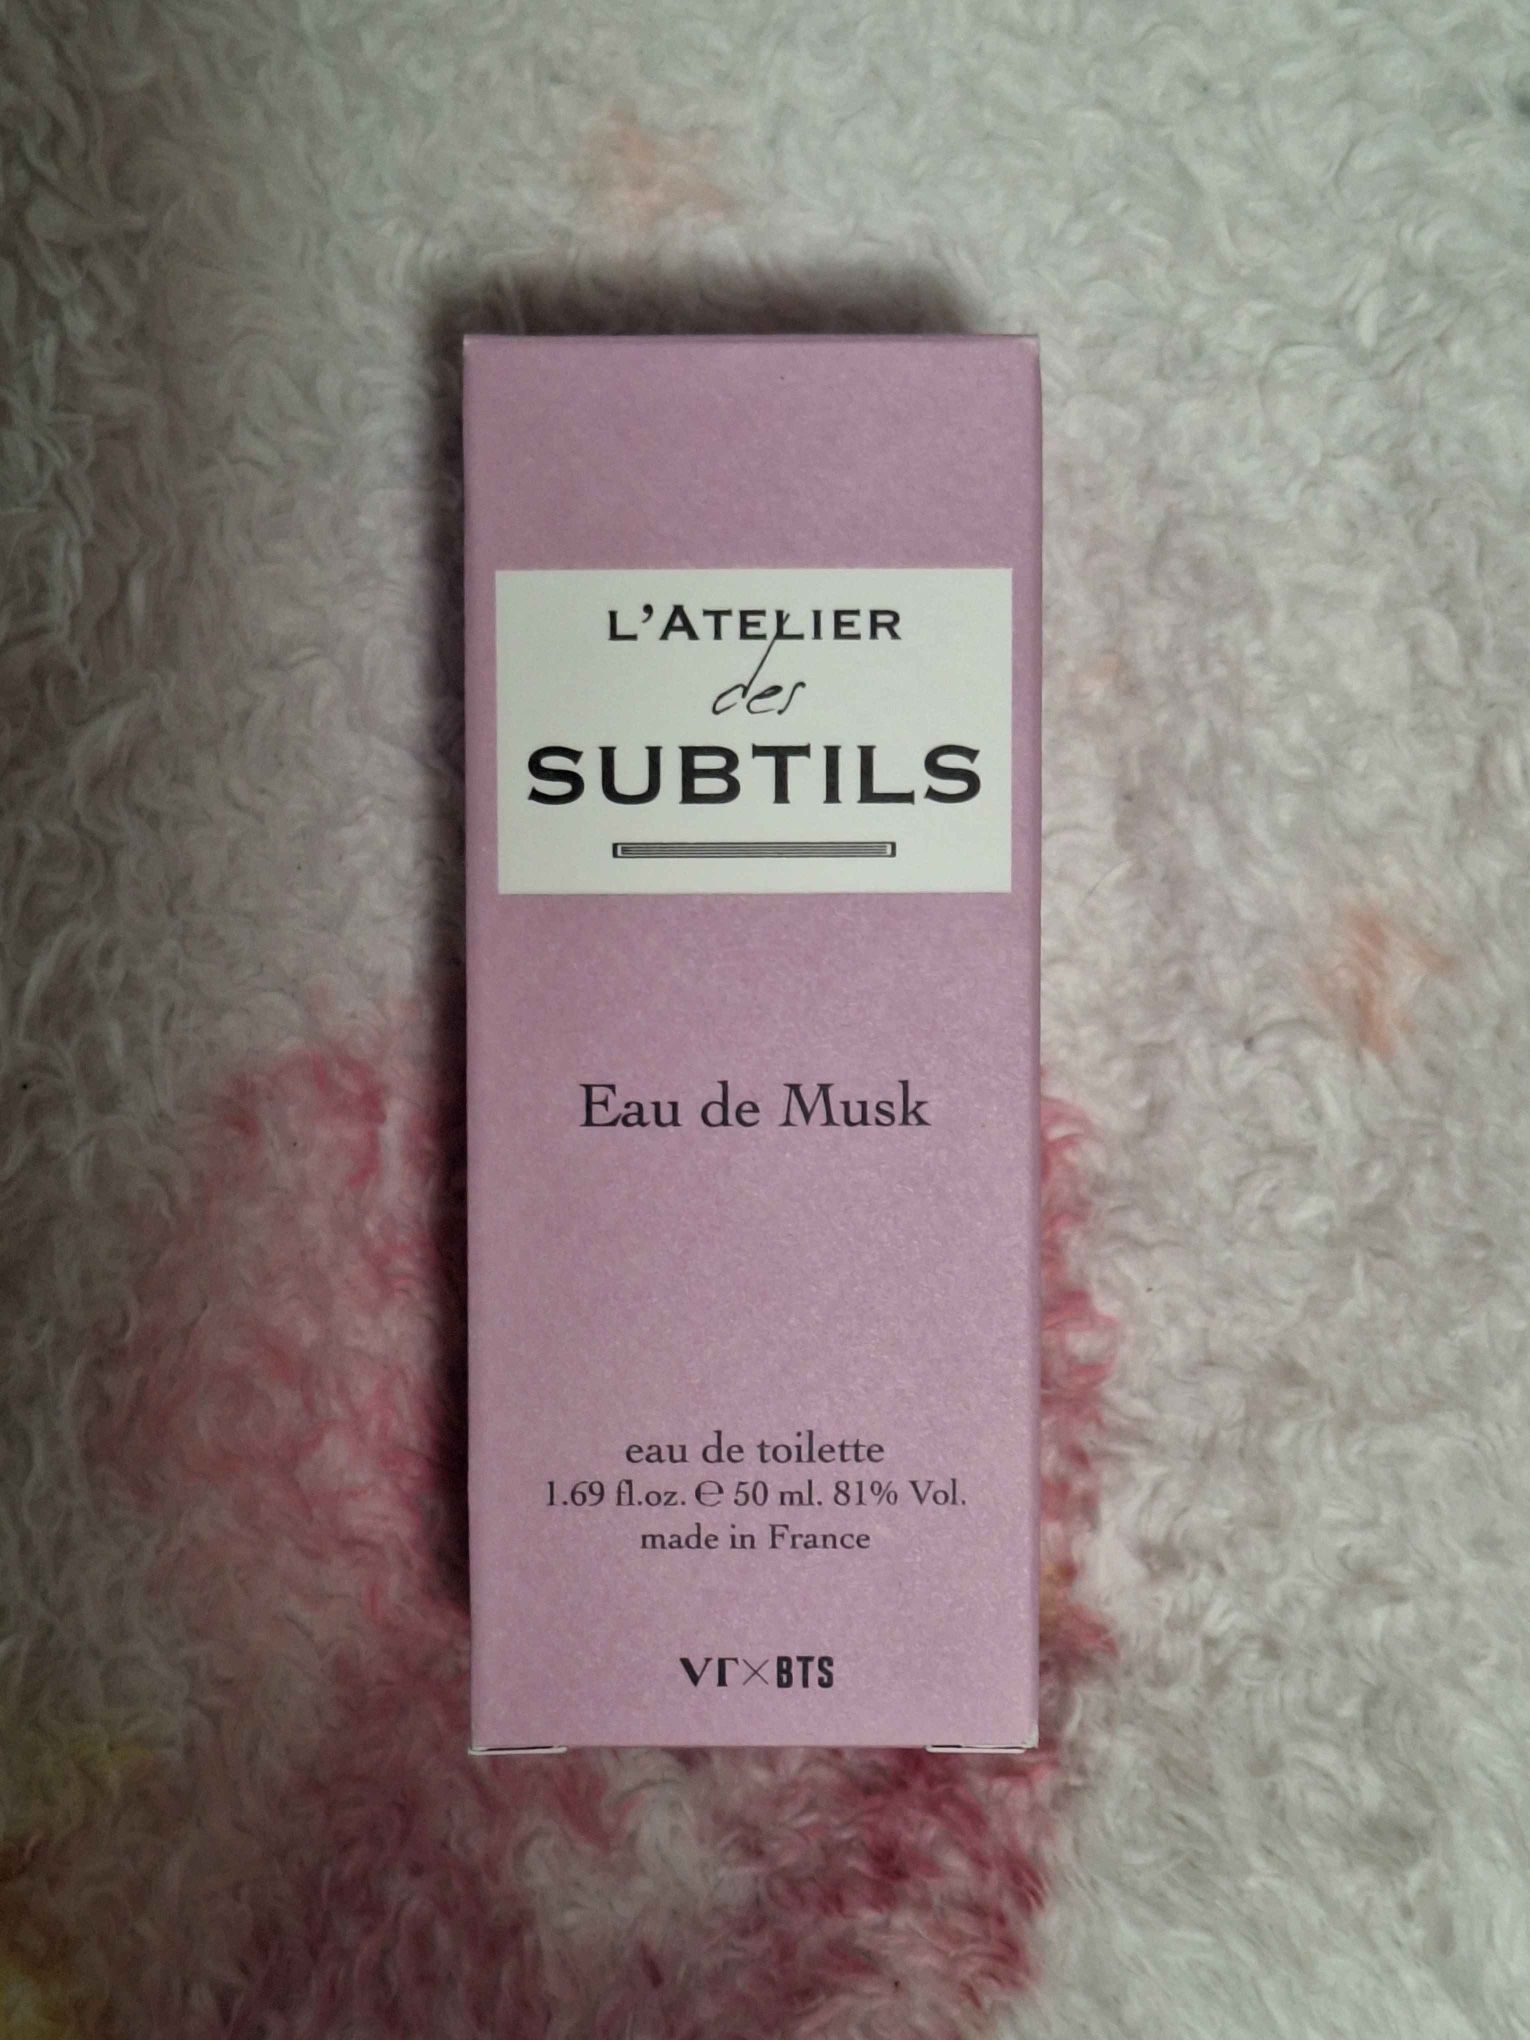 L'ATELIER
des
SUBTILS
Eau de Musk
eau de toilette
1.69 fl.oz. ℮ 50 ml. 81% Vol.
made in France
VT×BTS